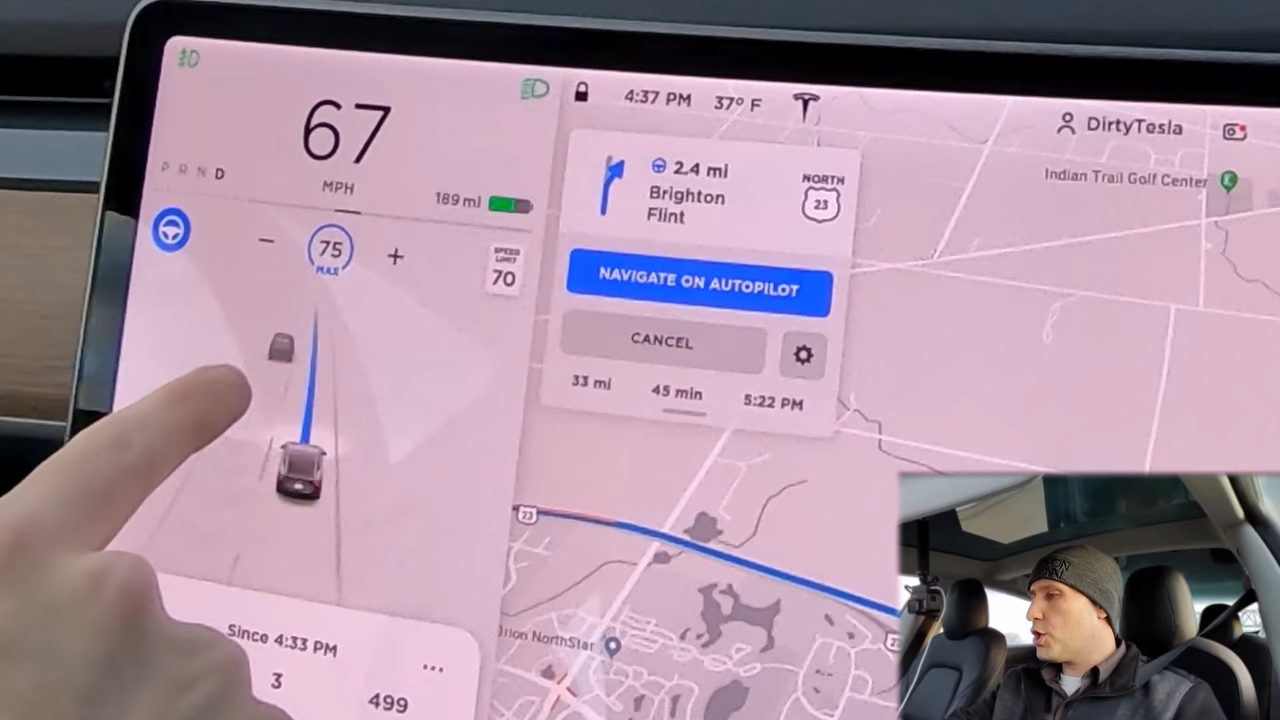 67
MPH
P R N D
189 mi
−
75
MAX
+
SPEED
LIMIT
70
Since 4:33 PM
...
3
499
4:37 PM 37° F
2.4 mi
Brighton
Flint
NORTH
23
NAVIGATE ON AUTOPILOT
CANCEL
33 mi 45 min 5:22 PM
DirtyTesla
Indian Trail Golf Center
23
NorthStar